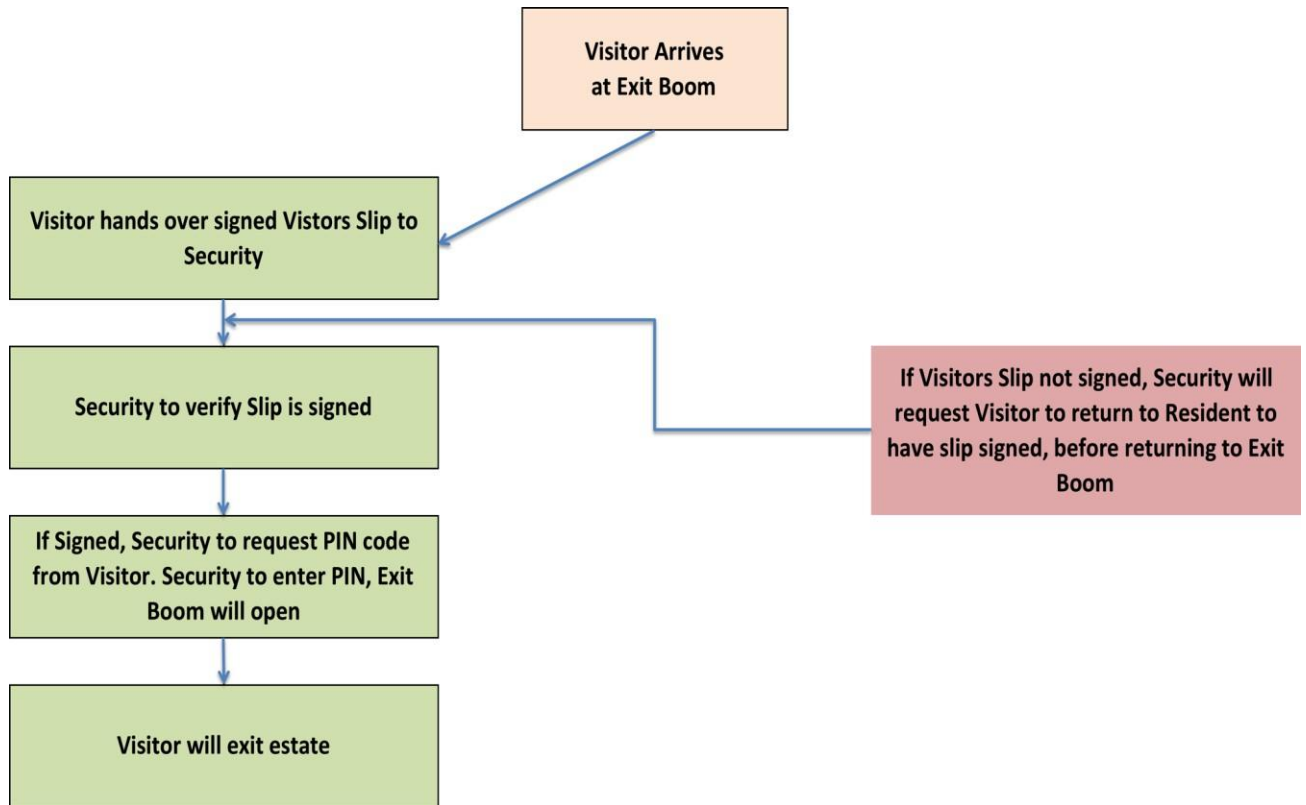 Visitor Arrives
at Exit Boom
Visitor hands over signed Vistors Slip to
Security
Security to verify Slip is signed
If Visitors Slip not signed, Security will
request Visitor to return to Resident to
have slip signed, before returning to Exit
Boom
If Signed, Security to request PIN code
from Visitor. Security to enter PIN, Exit
Boom will open
Visitor will exit estate